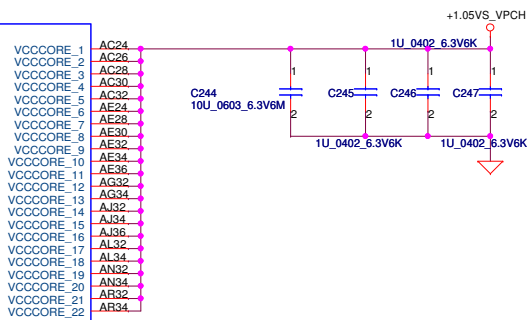 +1.05VS_VPCH
VCCCORE_1 AC24
VCCCORE_2 AC26
VCCCORE_3 AC28
VCCCORE_4 AC30
VCCCORE_5 AC32
VCCCORE_6 AE24
VCCCORE_7 AE28
VCCCORE_8 AE30
VCCCORE_9 AE32
VCCCORE_10 AE34
VCCCORE_11 AE36
VCCCORE_12 AG32
VCCCORE_13 AG34
VCCCORE_14 AJ32
VCCCORE_15 AJ34
VCCCORE_16 AJ36
VCCCORE_17 AL32
VCCCORE_18 AL34
VCCCORE_19 AN32
VCCCORE_20 AN34
VCCCORE_21 AR32
VCCCORE_22 AR34
1U_0402_6.3V6K
1 1 1 1
C244 C245 C246 C247
10U_0603_6.3V6M
2 2 2 2
1U_0402_6.3V6K 1U_0402_6.3V6K